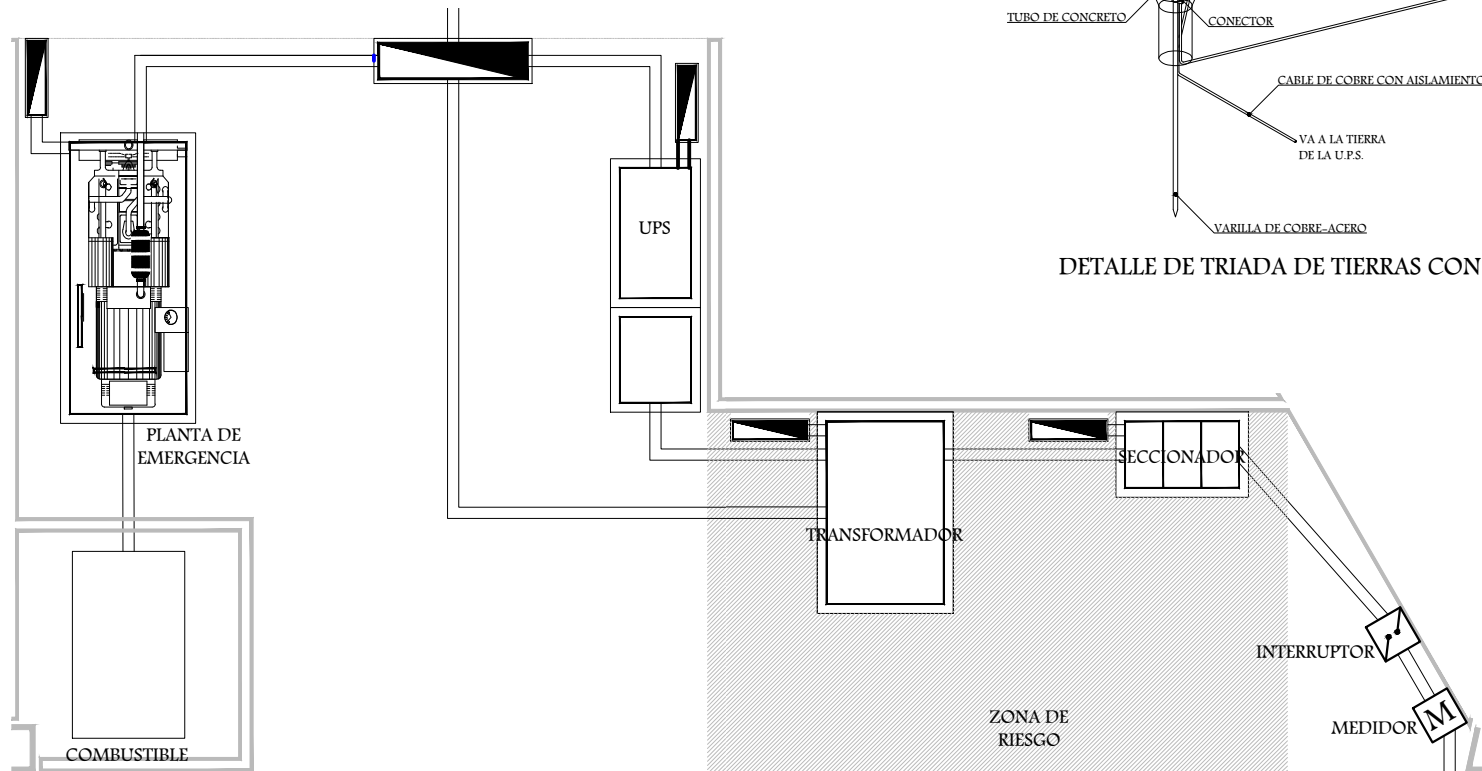 TUBO DE CONCRETO
CONECTOR
CABLE DE COBRE CON AISLAMIENTO
VA A LA TIERRA
DE LA U.P.S.
VARILLA DE COBRE-ACERO
DETALLE DE TRIADA DE TIERRAS CON
UPS
PLANTA DE
EMERGENCIA
SECCIONADOR
TRANSFORMADOR
INTERRUPTOR
ZONA DE
RIESGO
MEDIDOR
M
COMBUSTIBLE